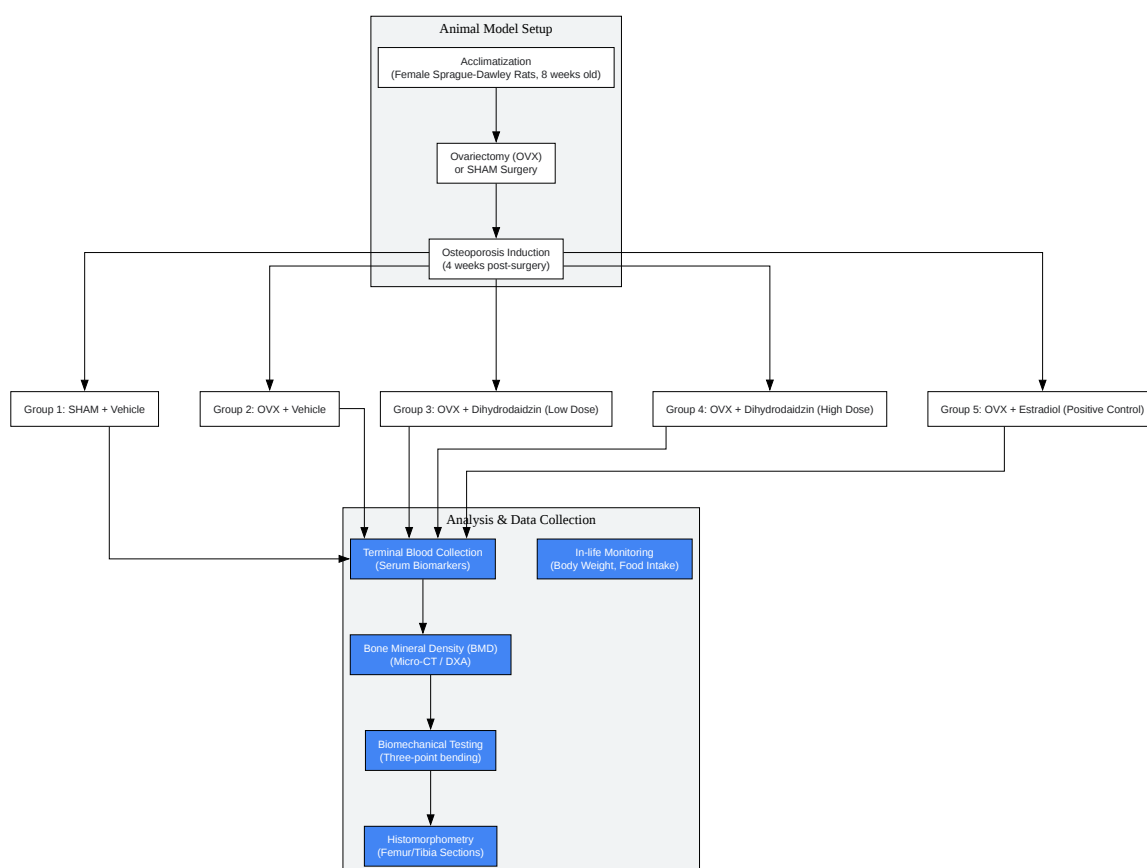 Animal Model Setup
Acclimatization
(Female Sprague-Dawley Rats, 8 weeks old)
Ovariectomy (OVX)
or SHAM Surgery
Osteoporosis Induction
(4 weeks post-surgery)
Group 1: SHAM + Vehicle
Group 2: OVX + Vehicle
Group 3: OVX + Dihydrodaidzin (Low Dose)
Group 4: OVX + Dihydrodaidzin (High Dose)
Group 5: OVX + Estradiol (Positive Control)
Analysis & Data Collection
Terminal Blood Collection
(Serum Biomarkers)
In-life Monitoring
(Body Weight, Food Intake)
Bone Mineral Density (BMD)
(Micro-CT / DXA)
Biomechanical Testing
(Three-point bending)
Histomorphometry
(Femur/Tibia Sections)